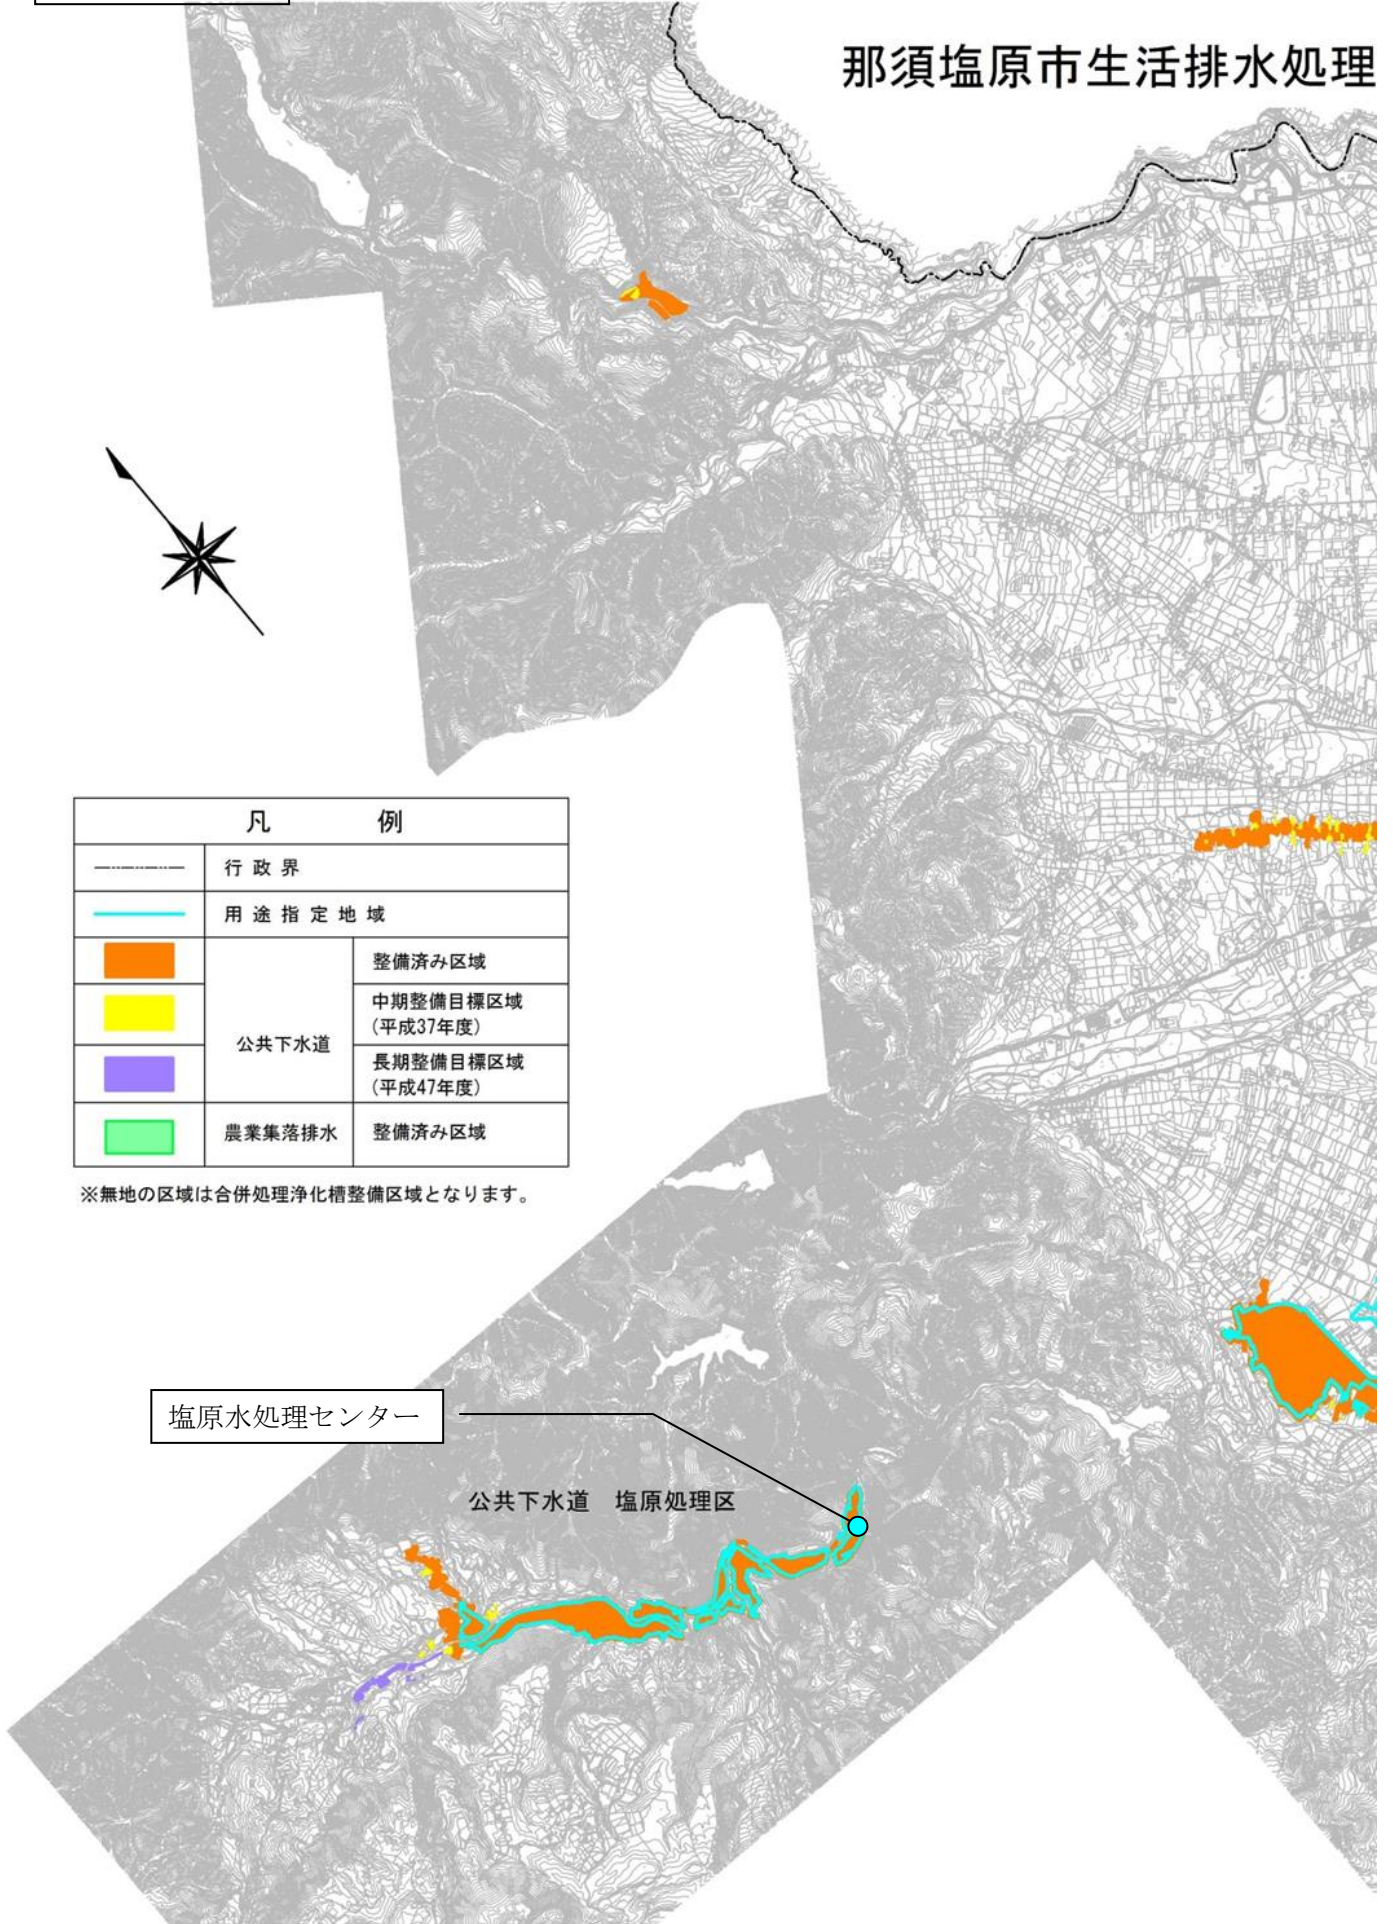 那須塩原市生活排水処理
凡 例
行政界
用途指定地域
公共下水道
整備済み区域
中期整備目標区域
(平成37年度)
長期整備目標区域
(平成47年度)
農業集落排水
整備済み区域
※無地の区域は合併処理浄化槽整備区域となります。
塩原水処理センター
公共下水道 塩原処理区